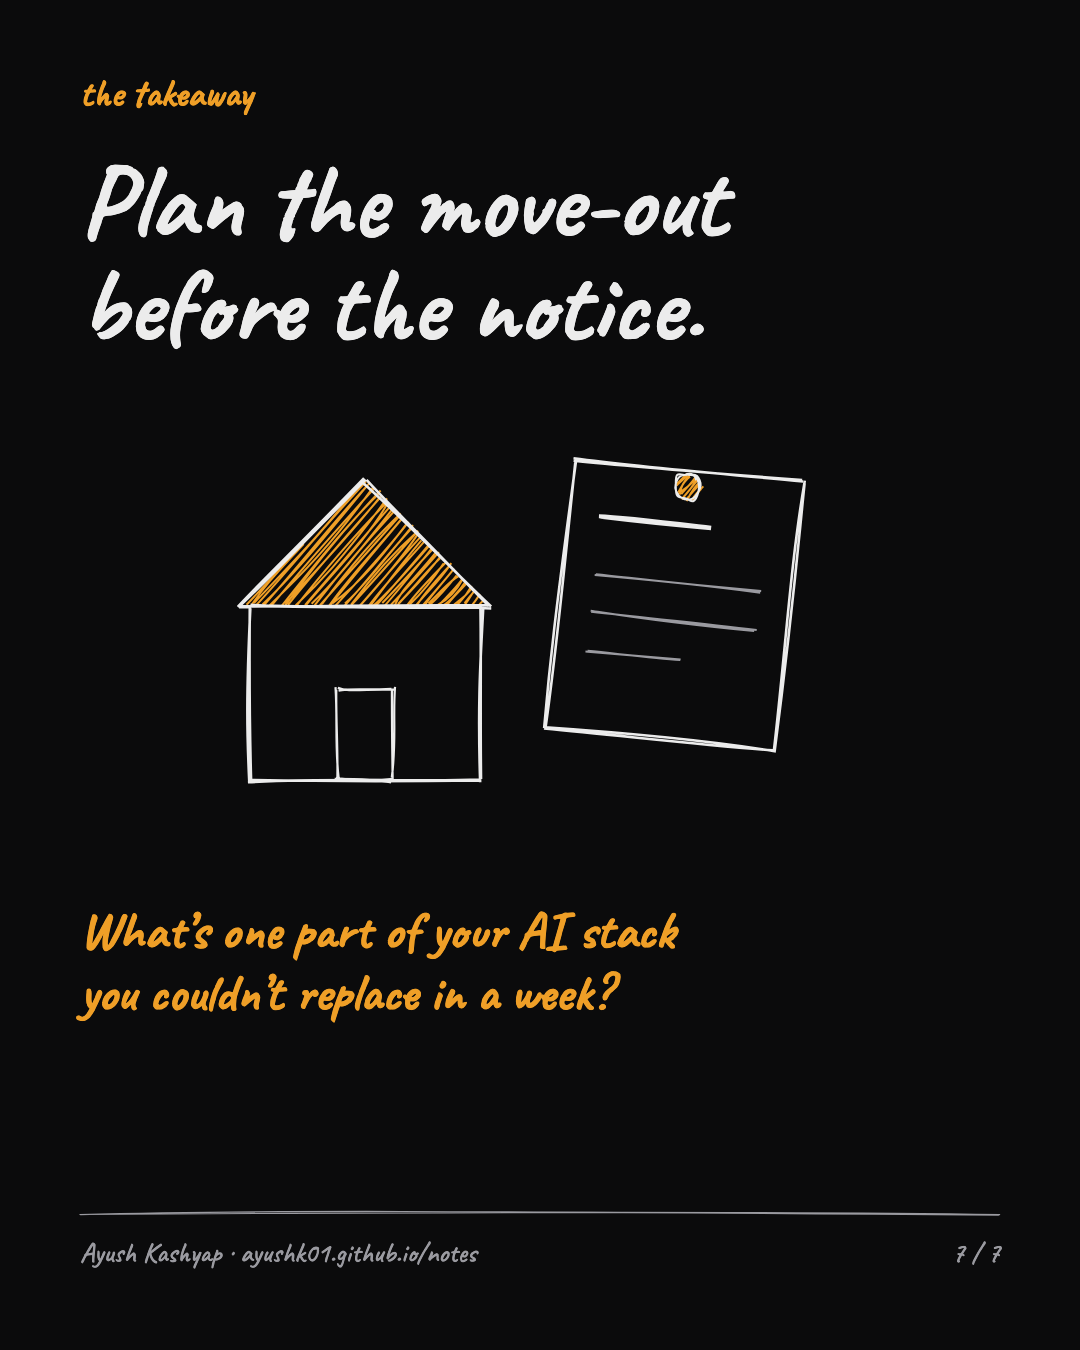 the takeaway
Plan the move-out
before the notice.
What's one part of your AI stack
you couldn't replace in a week?
Ayush Kashyap · ayushk01.github.io/notes
7 / 7